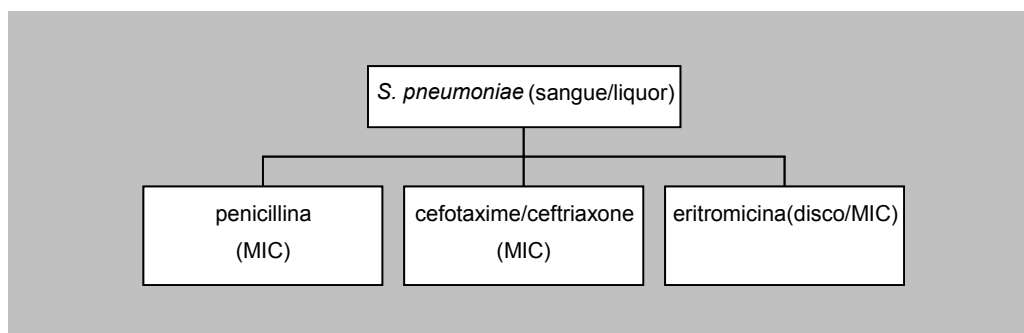 S. pneumoniae (sangue/liquor)
penicillina
(MIC)
cefotaxime/ceftriaxone
(MIC)
eritromicina(disco/MIC)